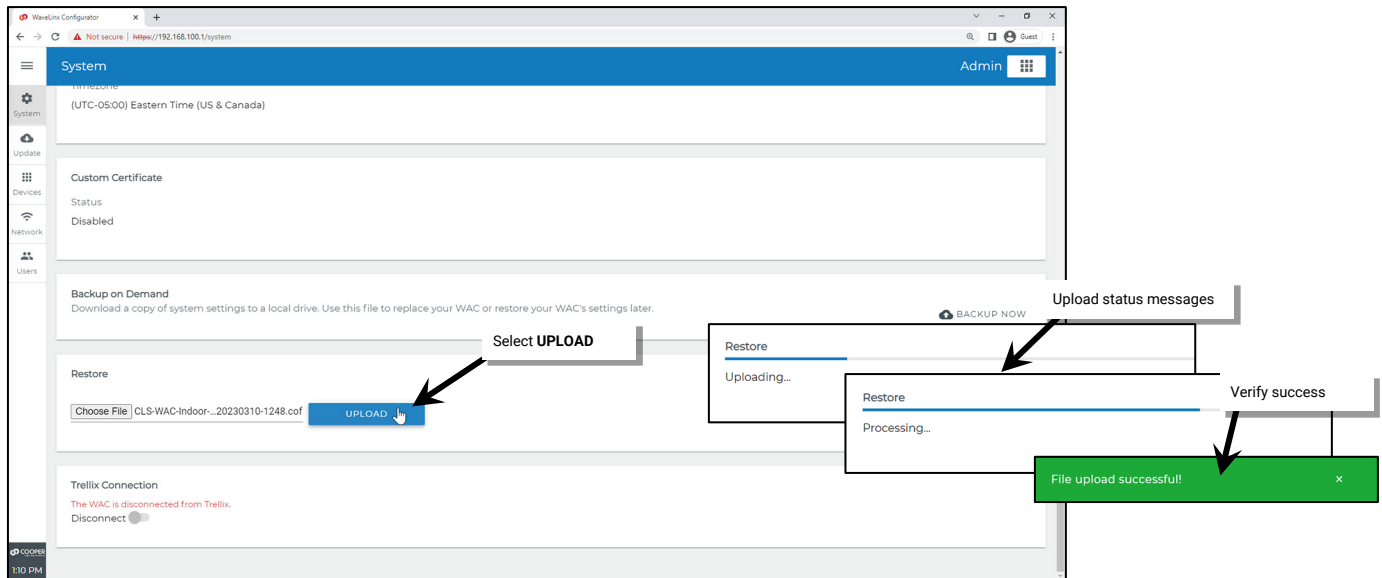 WaveLinx Configurator
Not secure | https://192.168.100.1/system
Guest
System
Admin
Timezone
(UTC-05:00) Eastern Time (US & Canada)
System
Update
Devices
Network
Users
Custom Certificate
Status
Disabled
Backup on Demand
Download a copy of system settings to a local drive. Use this file to replace your WAC or restore your WAC's settings later.
BACKUP NOW
Upload status messages
Select UPLOAD
Restore
Choose File CLS-WAC-Indoor-...20230310-1248.cof
UPLOAD
Restore
Uploading...
Restore
Processing...
Verify success
File upload successful! ×
Trellix Connection
The WAC is disconnected from Trellix.
Disconnect
COOPER
1:10 PM